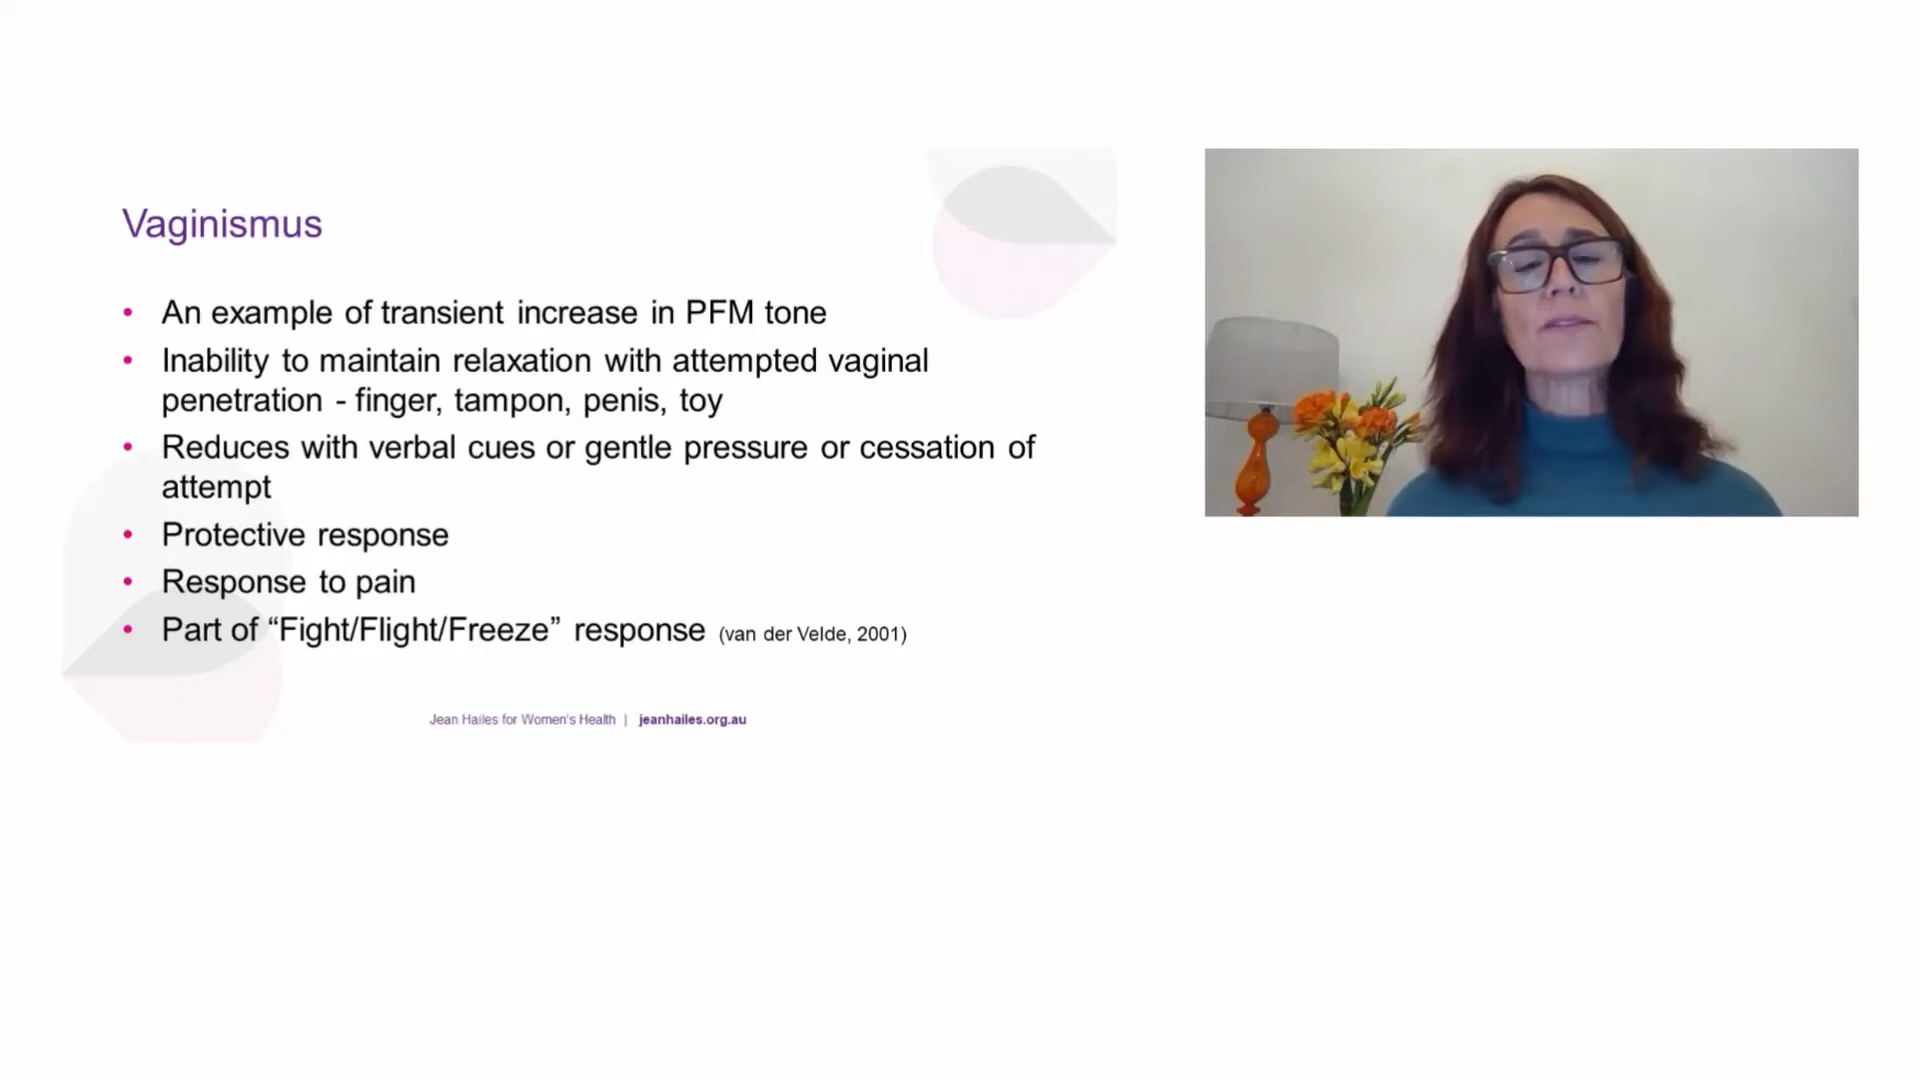 Vaginismus
• An example of transient increase in PFM tone
• Inability to maintain relaxation with attempted vaginal
penetration - finger, tampon, penis, toy
• Reduces with verbal cues or gentle pressure or cessation of
attempt
• Protective response
• Response to pain
• Part of “Fight/Flight/Freeze” response (van der Velde, 2001)
Jean Hailes for Women's Health | jeanhailes.org.au